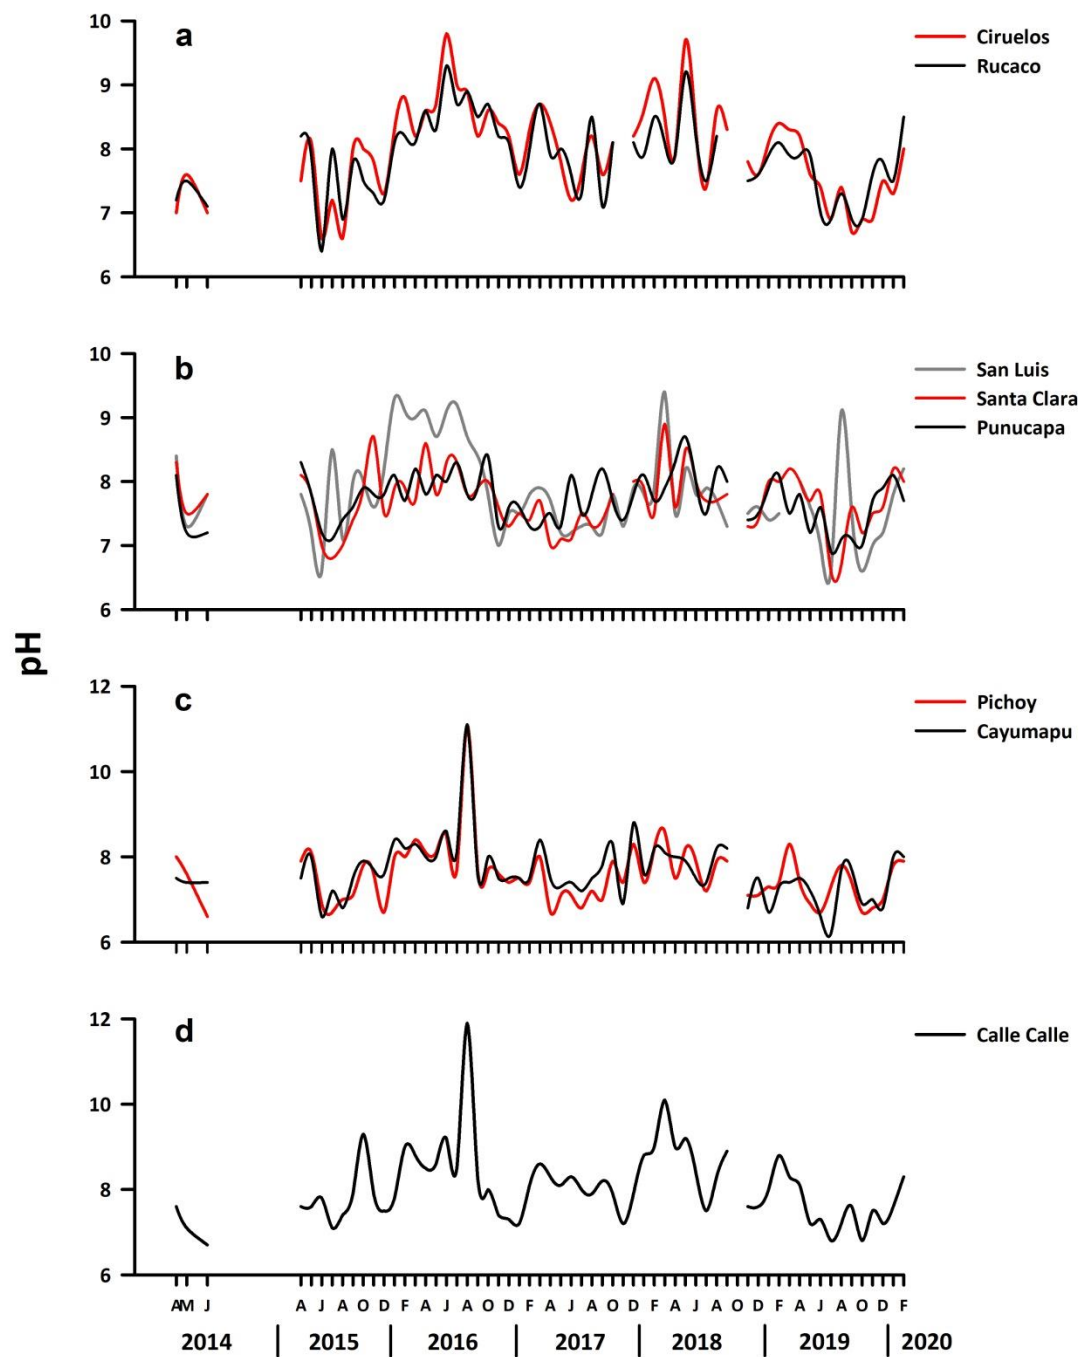 10
9
8
7
6
a
Ciruelos
Rucaco
10
9
8
7
6
b
San Luis
Santa Clara
Punucapa
pH
12
10
8
6
c
Pichoy
Cayumapu
12
10
8
6
d
Calle Calle
A M J A J A O D F A J A O D F A J A O D F A J A O D F A J A O D F
2014 2015 2016 2017 2018 2019 2020